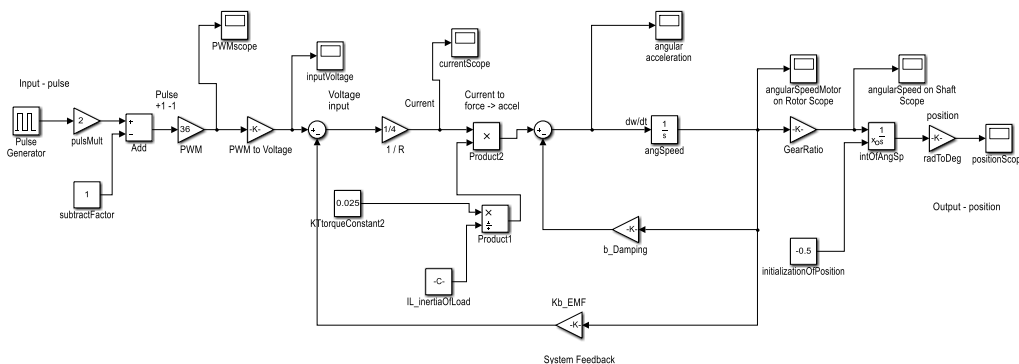 Input - pulse
Pulse
Generator
2
pulsMult
1
subtractFactor
+
−
Add
Pulse
+1 -1
36
PWM
PWMscope
-K-
PWM to Voltage
inputVoltage
Voltage
input
+
−
1/4
1 / R
Current
currentScope
Current to
force -> accel
×
Product2
0.025
KTtorqueConstant2
×
÷
Product1
-C-
IL_inertiaOfLoad
+
−
angular
acceleration
dw/dt
1
s
angSpeed
-K-
b_Damping
Kb_EMF
-K-
System Feedback
angularSpeedMotor
on Rotor Scope
-K-
GearRatio
angularSpeed on Shaft
Scope
1
s
xo
intOfAngSp
-0.5
initializationOfPosition
position
-K-
radToDeg
positionScop
Output - position